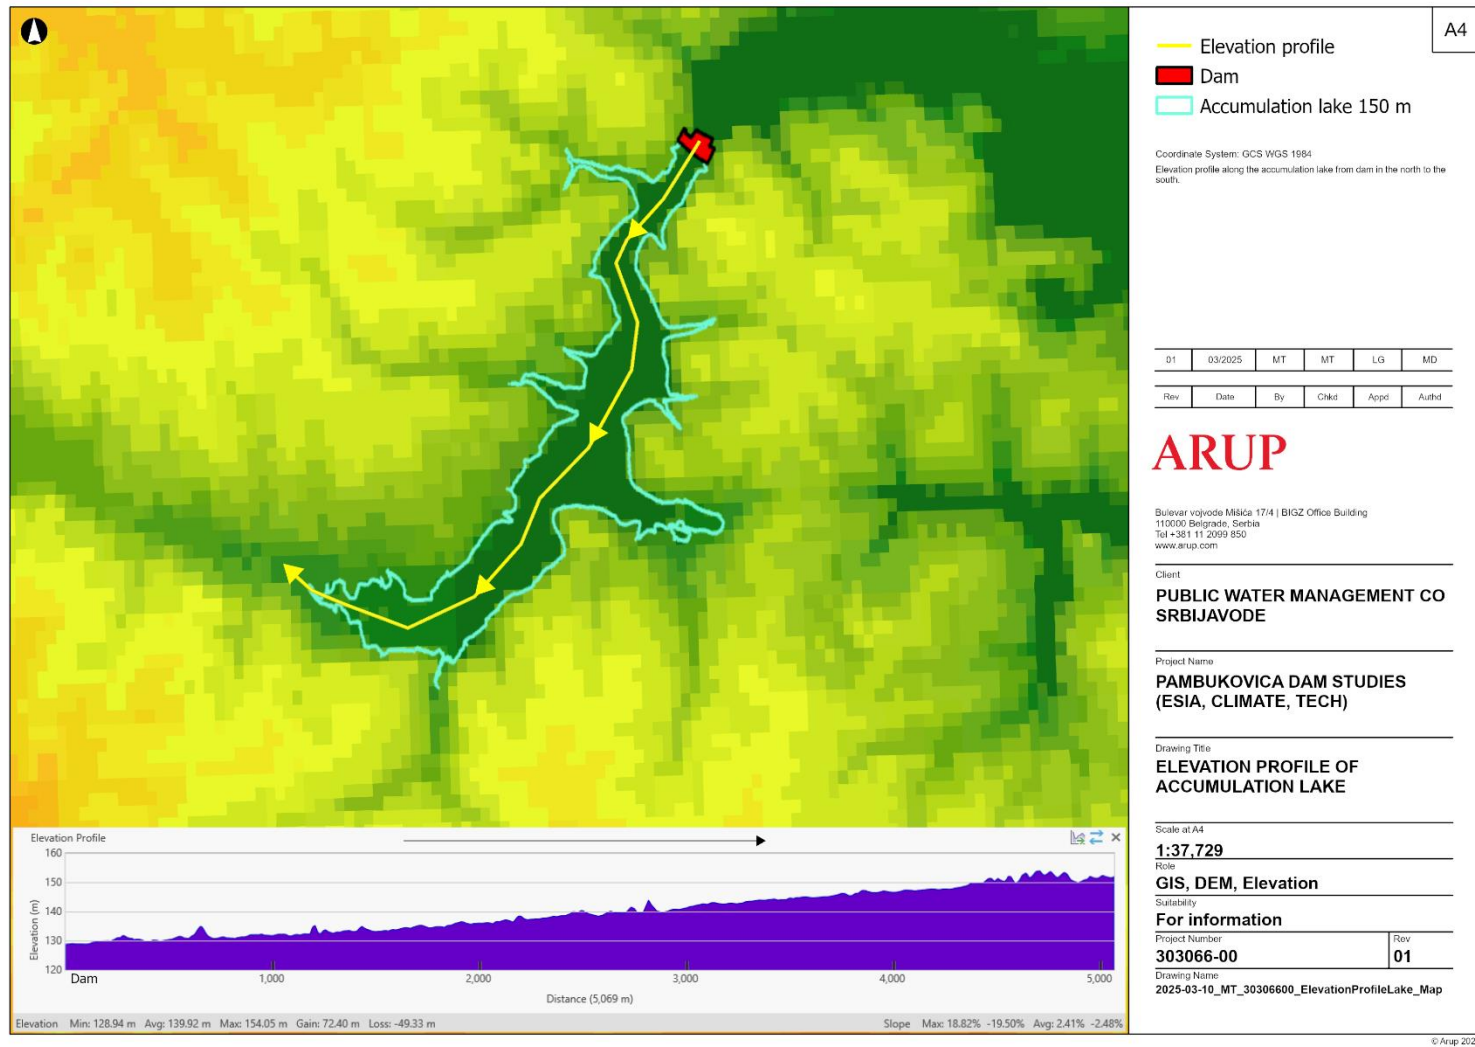 A4
Elevation profile
Dam
Accumulation lake 150 m
Coordinate System: GCS WGS 1984
Elevation profile along the accumulation lake from dam in the north to the
south.
01 03/2025 MT MT LG MD
Rev Date By Chkd Appd Authd
ARUP
Bulevar vojvode Mišića 17/4 | BIGZ Office Building
110000 Belgrade, Serbia
Tel +381 11 2099 850
www.arup.com
Client
PUBLIC WATER MANAGEMENT CO
SRBIJAVODE
Project Name
PAMBUKOVICA DAM STUDIES
(ESIA, CLIMATE, TECH)
Drawing Title
ELEVATION PROFILE OF
ACCUMULATION LAKE
Scale at A4
1:37,729
Role
GIS, DEM, Elevation
Suitability
For information
Project Number Rev
303066-00 01
Drawing Name
2025-03-10_MT_30306600_ElevationProfileLake_Map
Elevation Profile
160
150
140
130
120
Elevation (m)
Dam 1,000 2,000 3,000 4,000 5,000
Distance (5,069 m)
Elevation Min: 128.94 m Avg: 139.92 m Max: 154.05 m Gain: 72.40 m Loss: -49.33 m
Slope Max: 18.82% -19.50% Avg: 2.41% -2.48%
© Arup